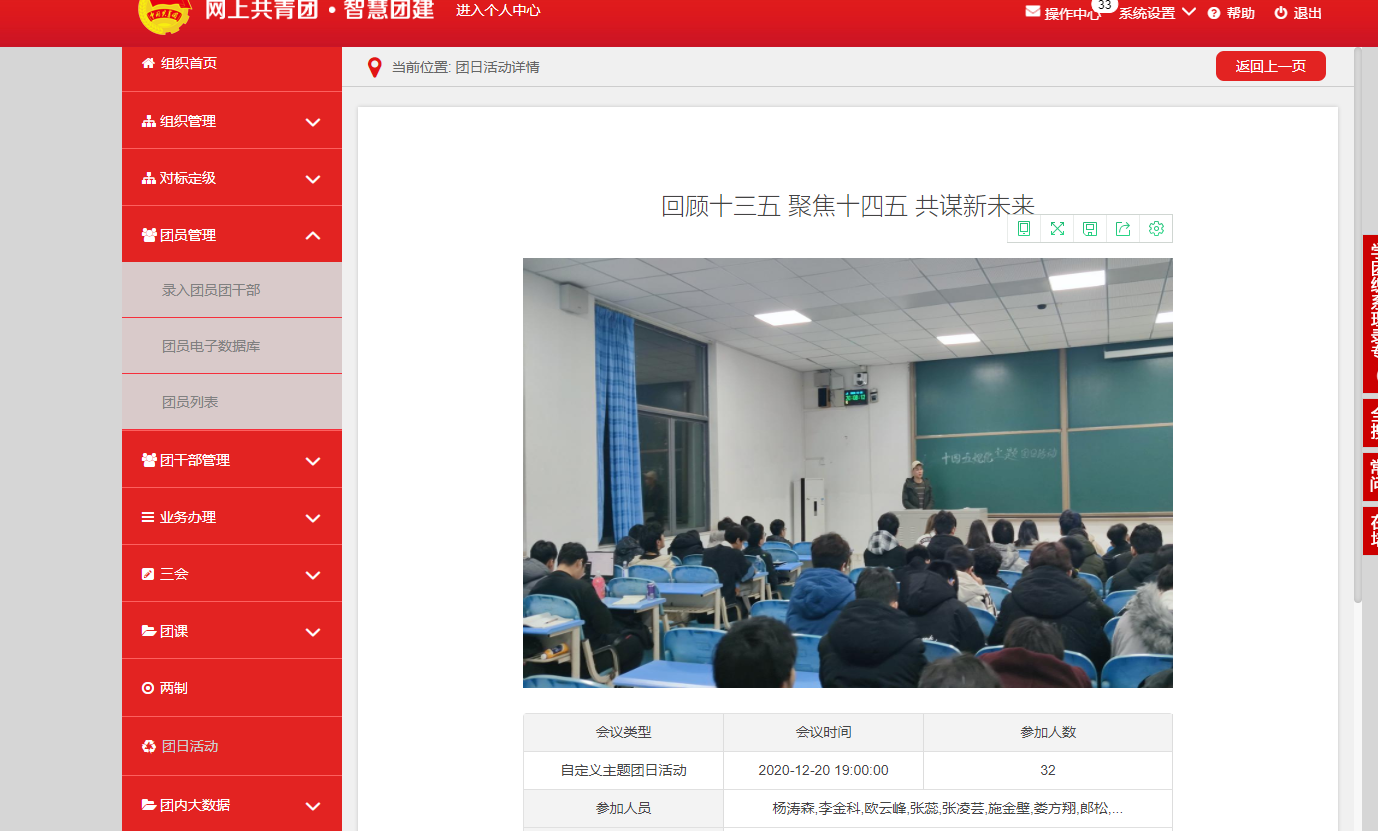 网上共青团·智慧团建
进入个人中心
操作中心
33
系统设置
帮助
退出
组织首页
组织管理
对标定级
团员管理
录入团员团干部
团员电子数据库
团员列表
团干部管理
业务办理
三会
团课
两制
团日活动
团内大数据
当前位置: 团日活动详情
返回上一页
回顾十三五 聚焦十四五 共谋新未来
会议类型 会议时间 参加人数
自定义主题团日活动 2020-12-20 19:00:00 32
参加人员 杨涛森,李金科,欧云峰,张蕊,张凌芸,施金壁,娄方翔,郎松,...